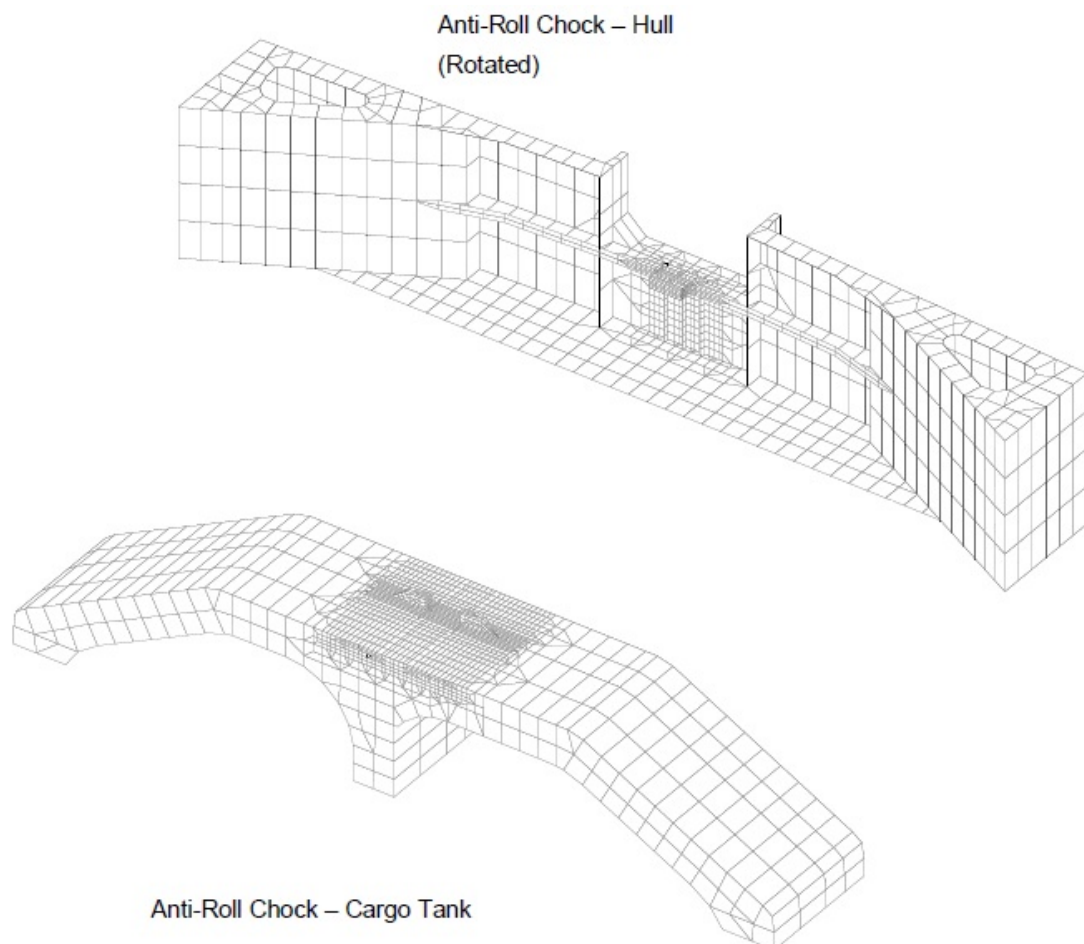 Anti-Roll Chock – Hull
(Rotated)
Anti-Roll Chock – Cargo Tank